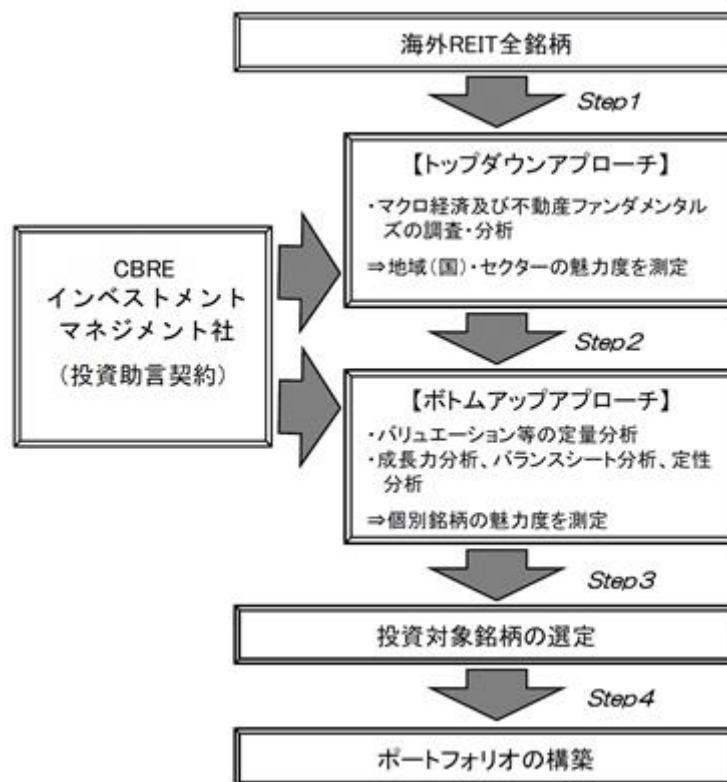 海外REIT全銘柄
Step1
【トップダウンアプローチ】
・マクロ経済及び不動産ファンダメンタル
ズの調査・分析
⇒地域(国)・セクターの魅力度を測定
CBRE
インベストメント
マネジメント社
(投資助言契約)
Step2
【ボトムアップアプローチ】
・バリュエーション等の定量分析
・成長力分析、バランスシート分析、定性
分析
⇒個別銘柄の魅力度を測定
Step3
投資対象銘柄の選定
Step4
ポートフォリオの構築